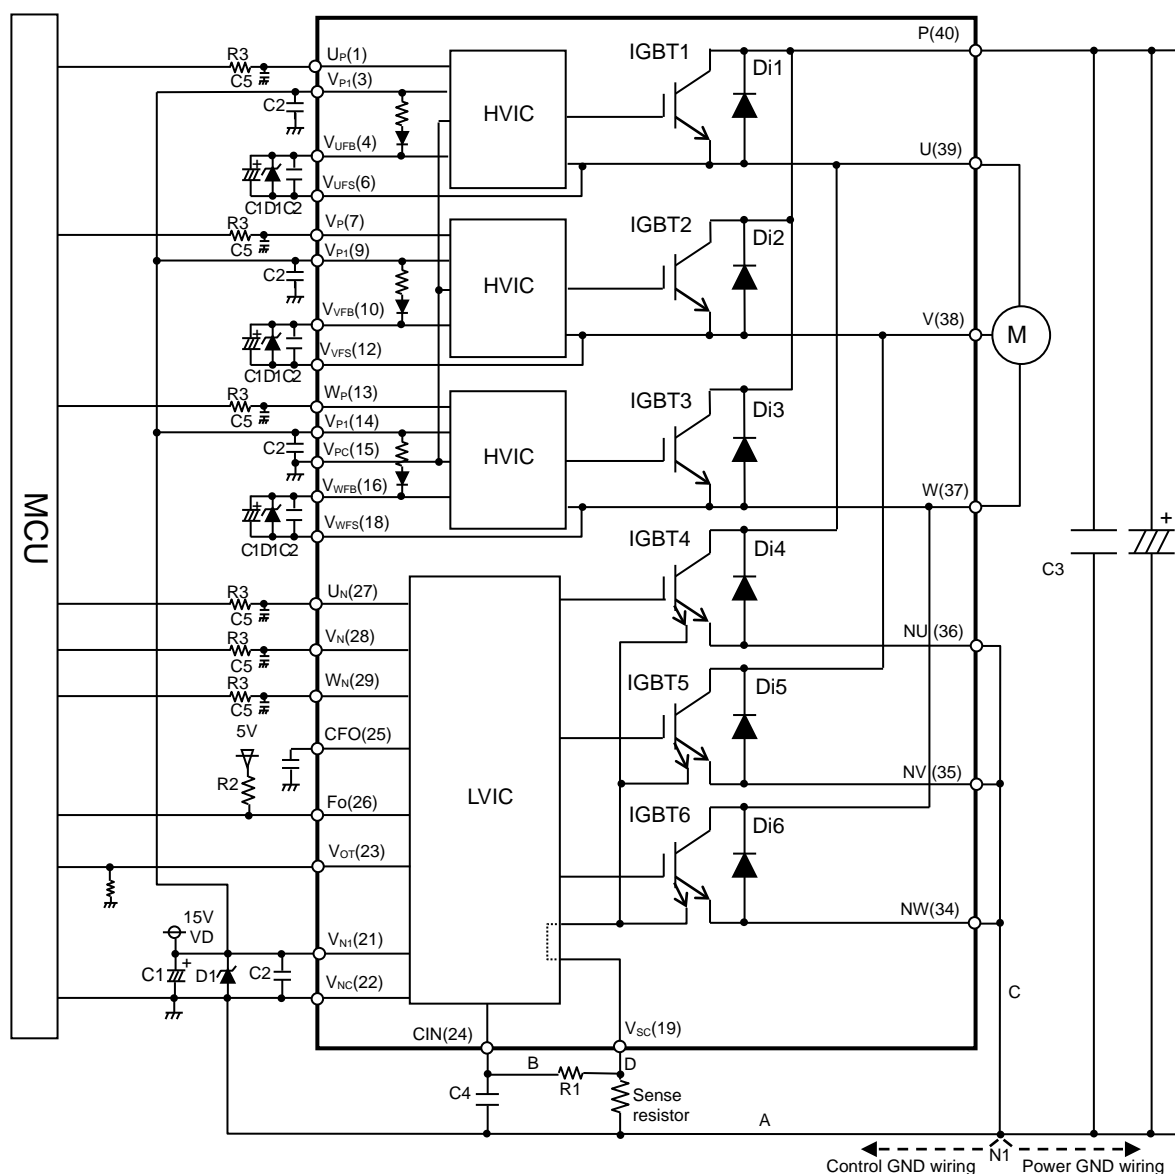 P(40)
IGBT1
Di1
R3
C5
UP(1)
VP1(3)
C2
HVIC
VUFB(4)
U(39)
VUFS(6)
C1D1C2
R3
C5
VP(7)
VP1(9)
C2
IGBT2
Di2
HVIC
VVFB(10)
V(38)
M
VVFS(12)
C1D1C2
R3
C5
WP(13)
VP1(14)
C2
VPC(15)
IGBT3
Di3
HVIC
VWFB(16)
W(37)
VWFS(18)
C1D1C2
MCU
IGBT4
Di4
+
C3
R3
C5
UN(27)
NU(36)
R3
C5
VN(28)
R3
C5
WN(29)
IGBT5
Di5
5V
CFO(25)
R2
NV(35)
LVIC
Fo(26)
IGBT6
Di6
VOT(23)
15V
VD
NW(34)
VN1(21)
C1
+
D1
C2
VNC(22)
C
CIN(24)
VSC(19)
B
D
R1
C4
Sense
resistor
A
N1
Control GND wiring
Power GND wiring